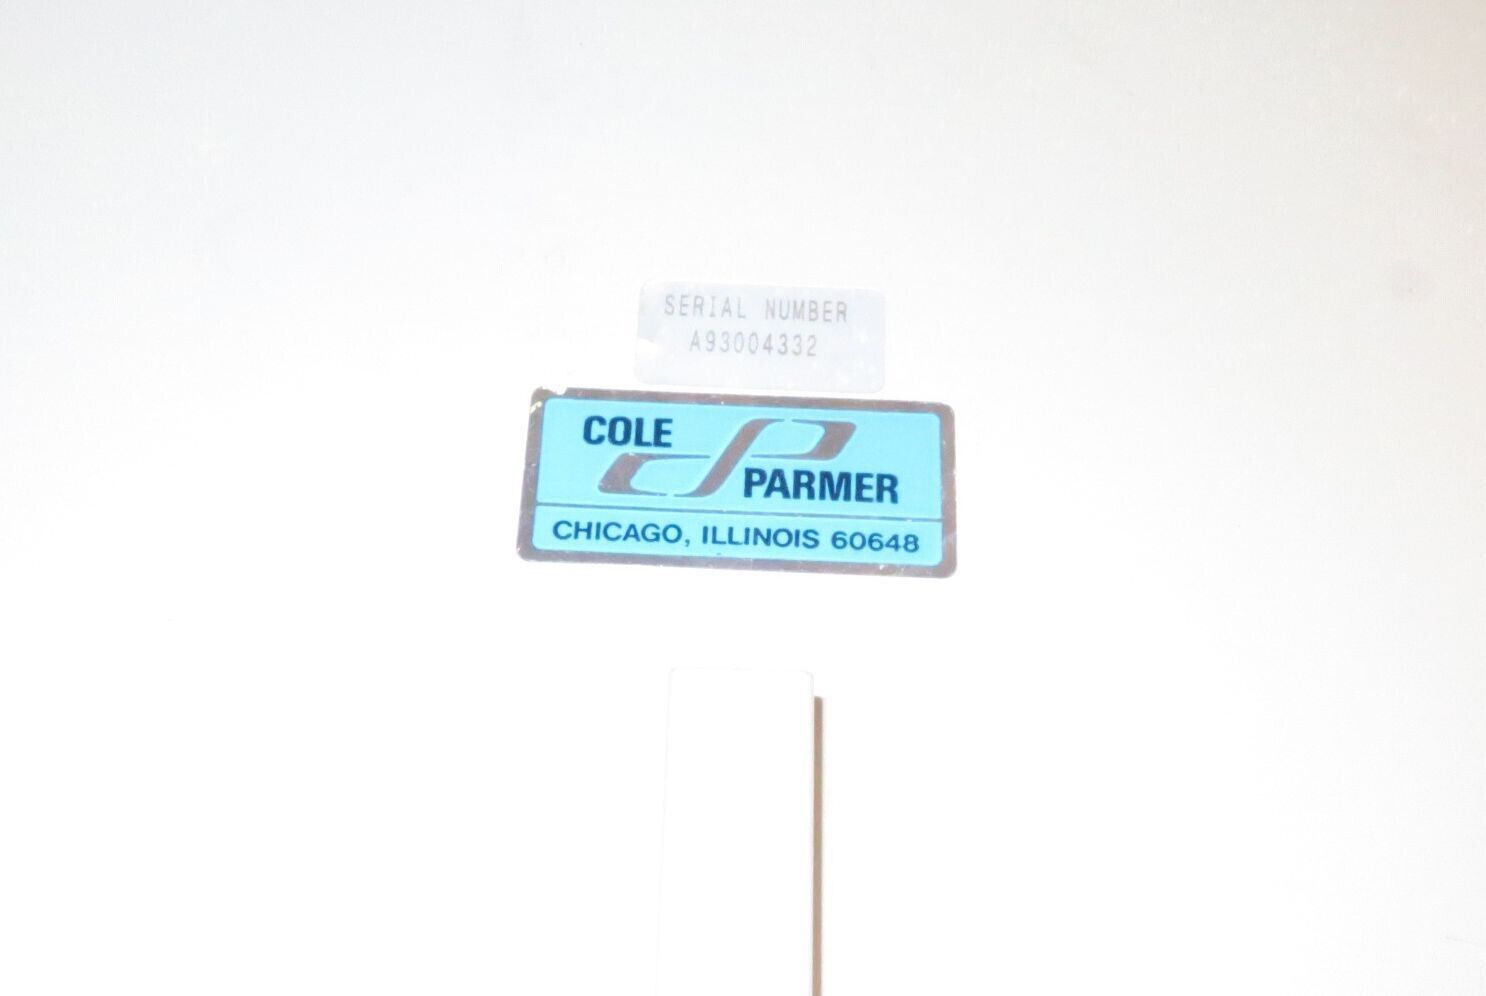 SERIAL NUMBER
A93004332
COLE
PARMER
CHICAGO, ILLINOIS 60648